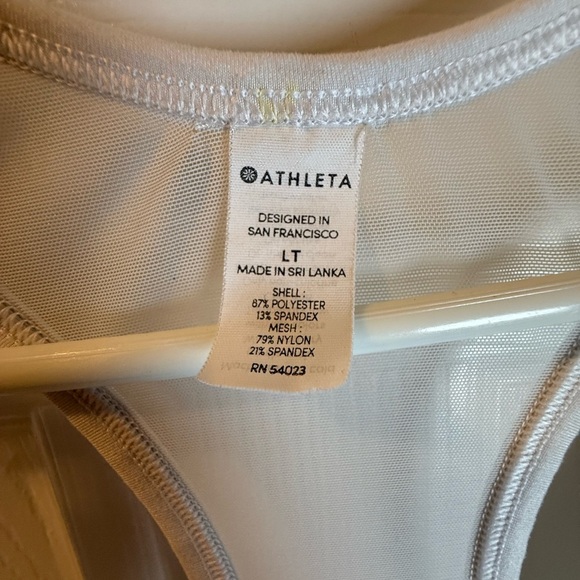 ATHLETA
DESIGNED IN
SAN FRANCISCO
LT
MADE IN SRI LANKA
SHELL :
87% POLYESTER
13% SPANDEX
MESH :
79% NYLON
21% SPANDEX
RN 54023